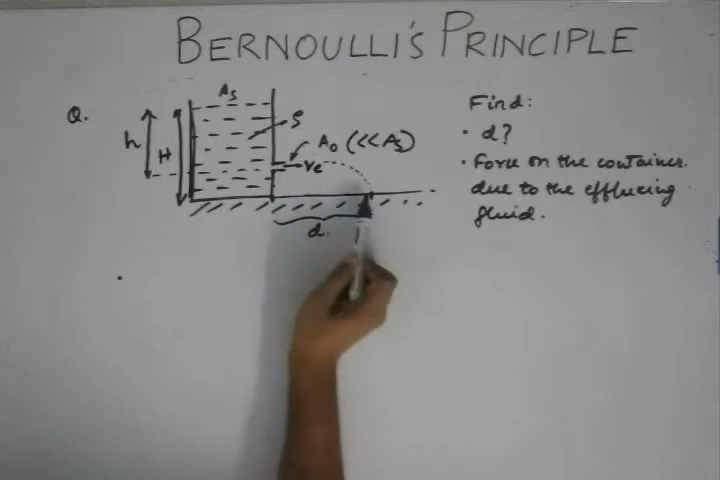 BERNOULLI'S PRINCIPLE
Q.
As
h
H
ρ
A₀ (<< As)
ve
d.
Find:
• d?
• Force on the container
due to the effluxing
fluid.